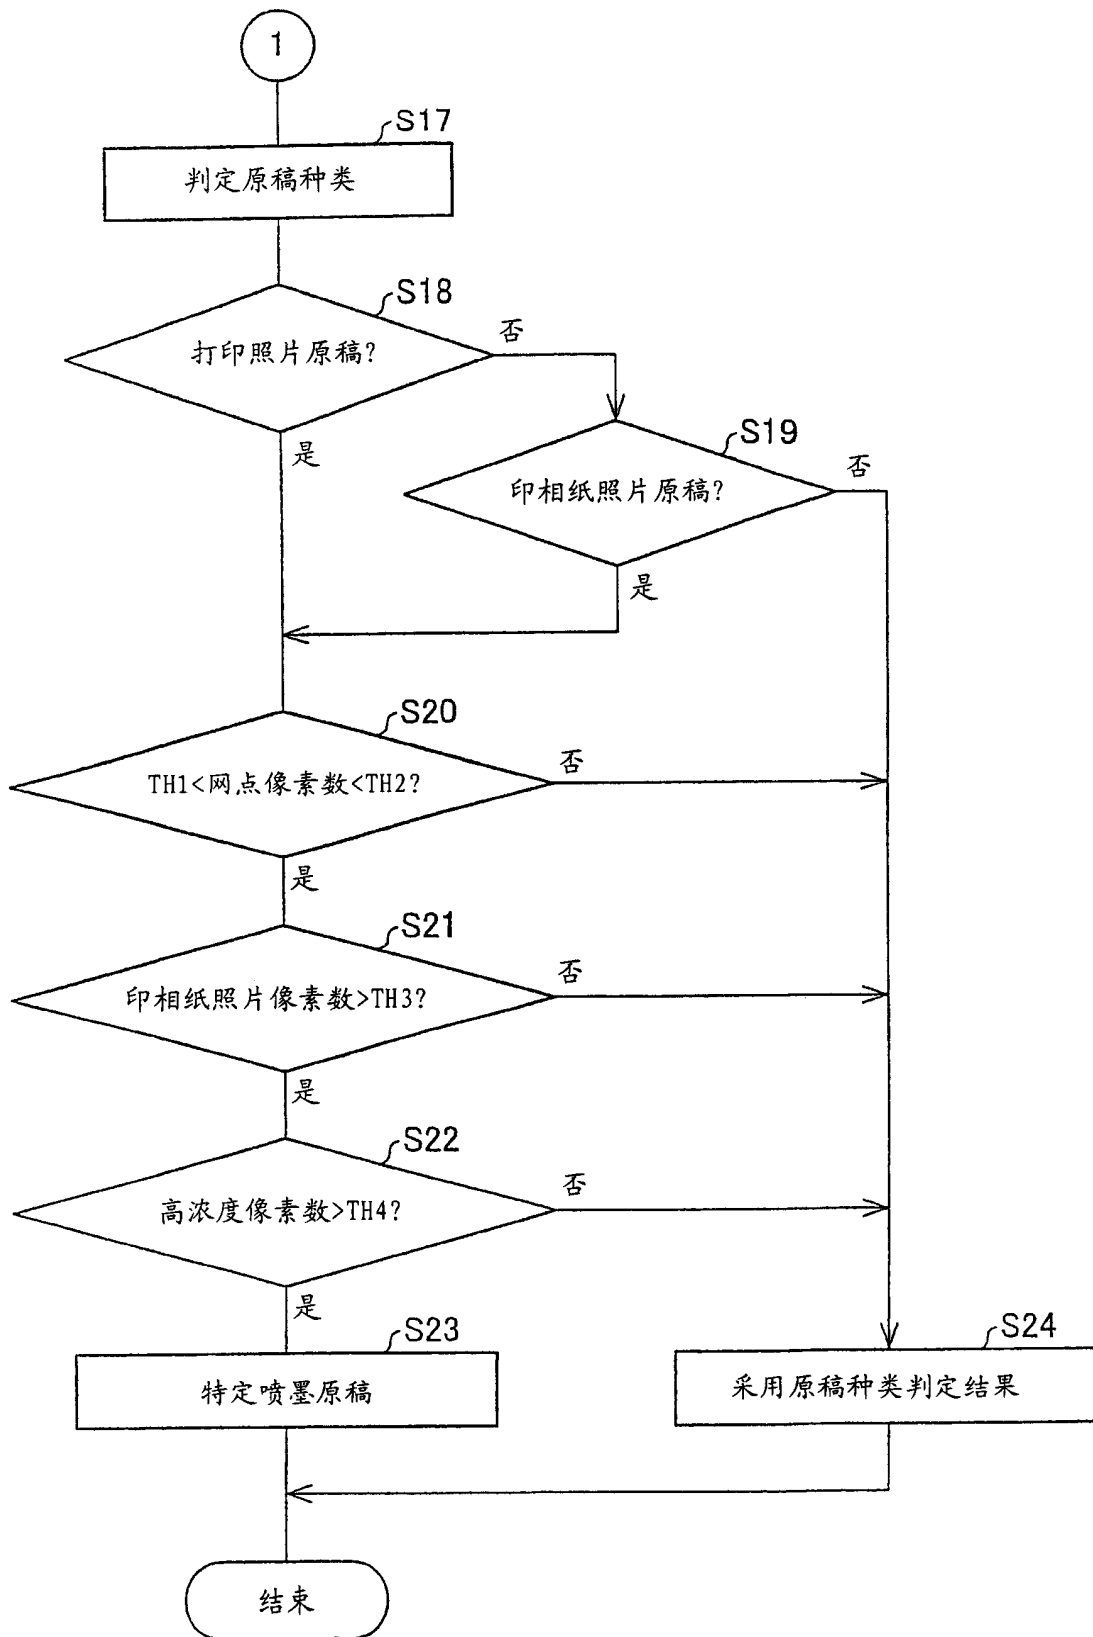 1
S17
判定原稿种类
S18
打印照片原稿?
否
是
S19
印相纸照片原稿?
否
是
S20
TH1<网点像素数<TH2?
否
是
S21
印相纸照片像素数>TH3?
否
是
S22
高浓度像素数>TH4?
否
是
S23
特定喷墨原稿
S24
采用原稿种类判定结果
结束